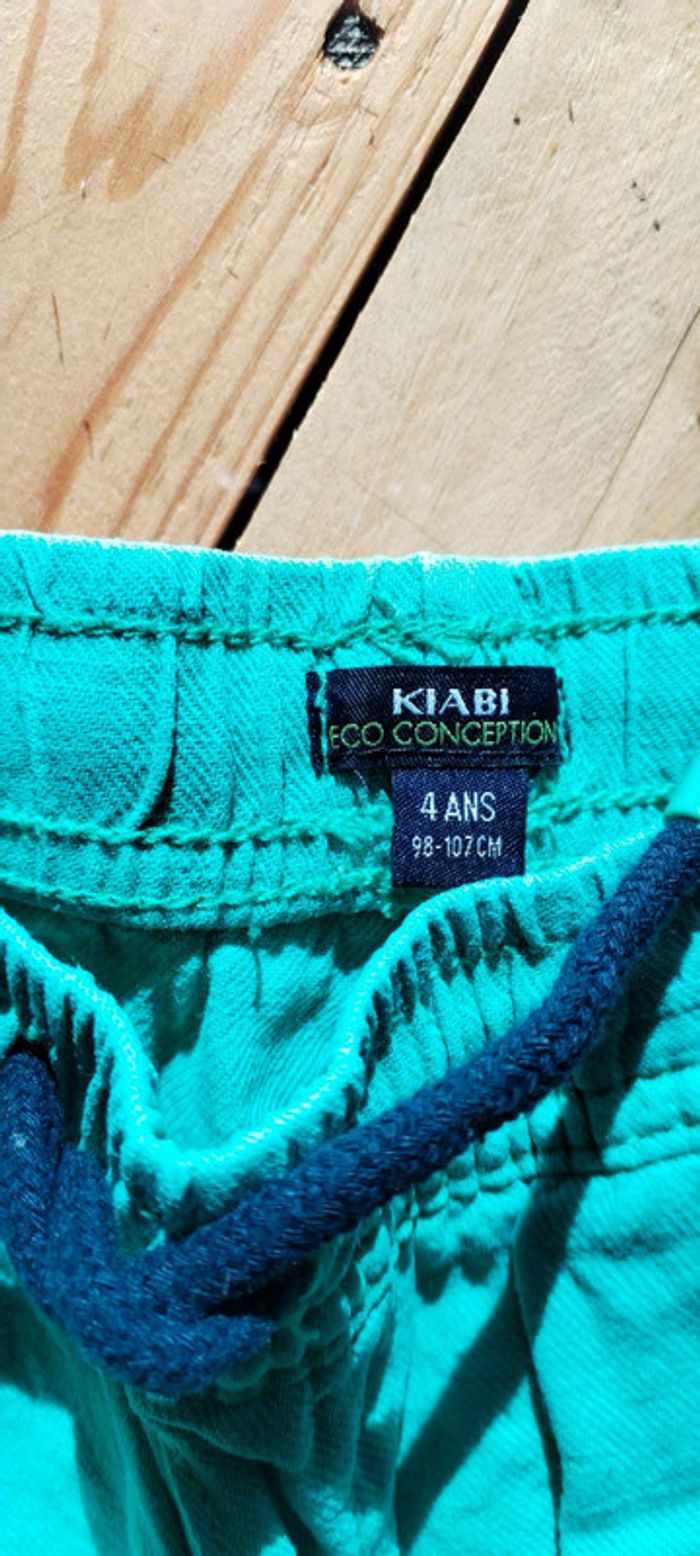 KIABI
ECO CONCEPTION
4 ANS
98-107CM